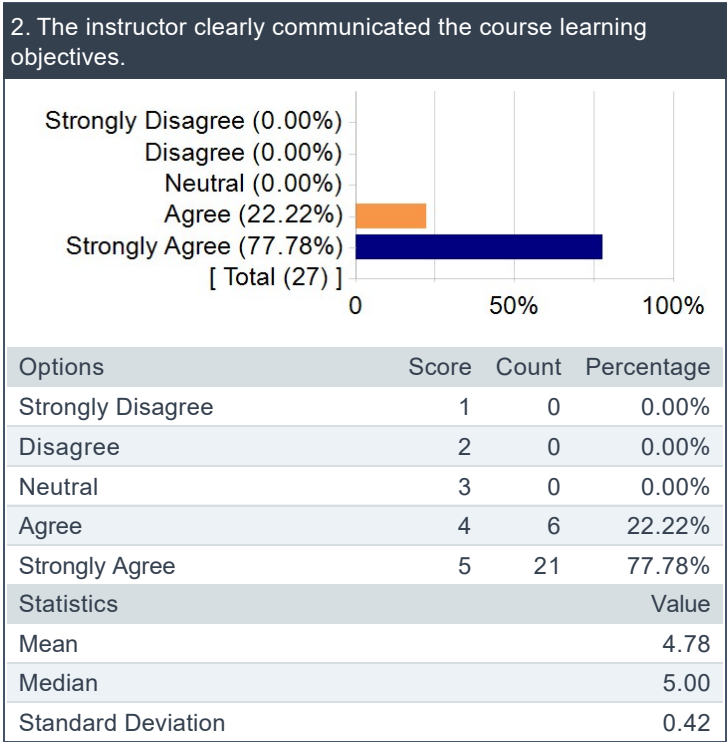 2. The instructor clearly communicated the course learning
objectives.
Strongly Disagree (0.00%)
Disagree (0.00%)
Neutral (0.00%)
Agree (22.22%)
Strongly Agree (77.78%)
[ Total (27) ]
0 50% 100%
Options Score Count Percentage
Strongly Disagree 1 0 0.00%
Disagree 2 0 0.00%
Neutral 3 0 0.00%
Agree 4 6 22.22%
Strongly Agree 5 21 77.78%
Statistics Value
Mean 4.78
Median 5.00
Standard Deviation 0.42